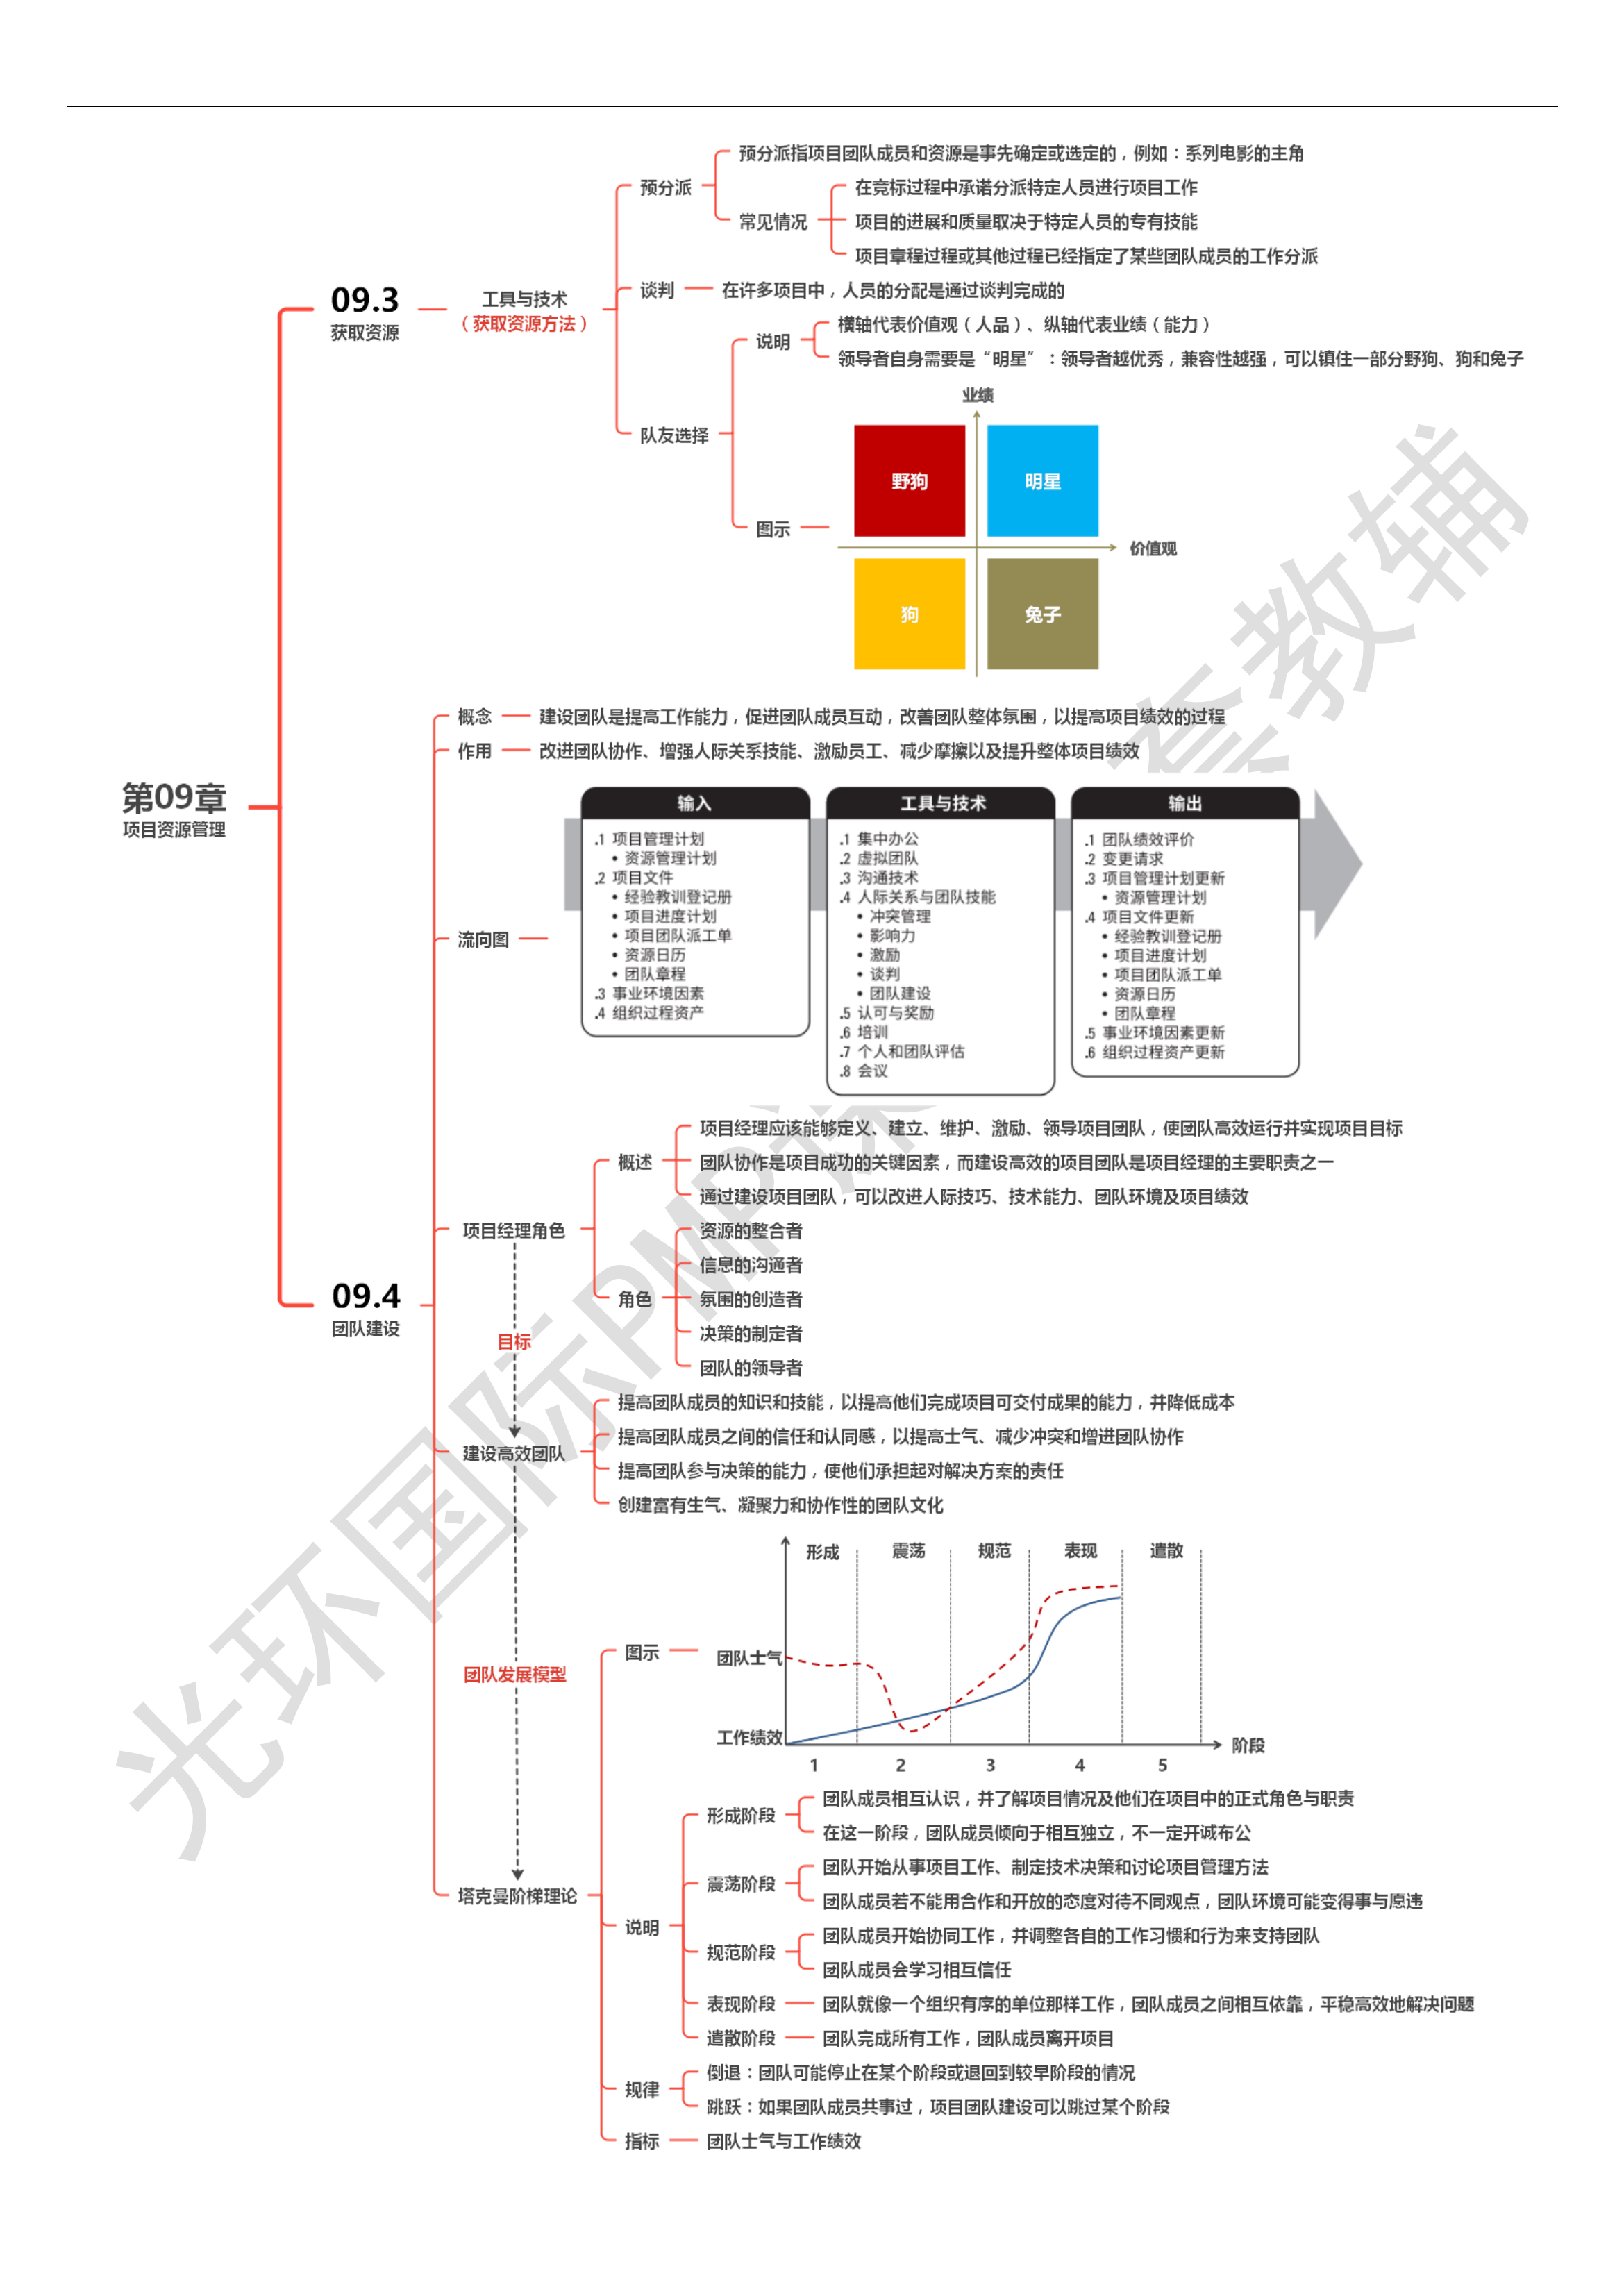 第09章
项目资源管理
09.3
获取资源
工具与技术
（获取资源方法）
预分派
预分派指项目团队成员和资源是事先确定或选定的，例如：系列电影的主角
常见情况
在竞标过程中承诺分派特定人员进行项目工作
项目的进展和质量取决于特定人员的专有技能
项目章程过程或其他过程已经指定了某些团队成员的工作分派
谈判
在许多项目中，人员的分配是通过谈判完成的
队友选择
说明
横轴代表价值观（人品）、纵轴代表业绩（能力）
领导者自身需要是“明星”：领导者越优秀，兼容性越强，可以镇住一部分野狗、狗和兔子
图示
业绩
野狗
明星
价值观
狗
兔子
09.4
团队建设
概念
建设团队是提高工作能力，促进团队成员互动，改善团队整体氛围，以提高项目绩效的过程
作用
改进团队协作、增强人际关系技能、激励员工、减少摩擦以及提升整体项目绩效
流向图
输入
.1 项目管理计划
• 资源管理计划
.2 项目文件
• 经验教训登记册
• 项目进度计划
• 项目团队派工单
• 资源日历
• 团队章程
.3 事业环境因素
.4 组织过程资产
工具与技术
.1 集中办公
.2 虚拟团队
.3 沟通技术
.4 人际关系与团队技能
• 冲突管理
• 影响力
• 激励
• 谈判
• 团队建设
.5 认可与奖励
.6 培训
.7 个人和团队评估
.8 会议
输出
.1 团队绩效评价
.2 变更请求
.3 项目管理计划更新
• 资源管理计划
.4 项目文件更新
• 经验教训登记册
• 项目进度计划
• 项目团队派工单
• 资源日历
• 团队章程
.5 事业环境因素更新
.6 组织过程资产更新
项目经理角色
概述
项目经理应该能够定义、建立、维护、激励、领导项目团队，使团队高效运行并实现项目目标
团队协作是项目成功的关键因素，而建设高效的项目团队是项目经理的主要职责之一
通过建设项目团队，可以改进人际技巧、技术能力、团队环境及项目绩效
角色
资源的整合者
信息的沟通者
氛围的创造者
决策的制定者
团队的领导者
目标
建设高效团队
提高团队成员的知识和技能，以提高他们完成项目可交付成果的能力，并降低成本
提高团队成员之间的信任和认同感，以提高士气、减少冲突和增进团队协作
提高团队参与决策的能力，使他们承担起对解决方案的责任
创建富有生气、凝聚力和协作性的团队文化
团队发展模型
塔克曼阶梯理论
图示
形成 震荡 规范 表现 遣散
团队士气
工作绩效
阶段
1 2 3 4 5
说明
形成阶段
团队成员相互认识，并了解项目情况及他们在项目中的正式角色与职责
在这一阶段，团队成员倾向于相互独立，不一定开诚布公
震荡阶段
团队开始从事项目工作、制定技术决策和讨论项目管理方法
团队成员若不能用合作和开放的态度对待不同观点，团队环境可能变得事与愿违
规范阶段
团队成员开始协同工作，并调整各自的工作习惯和行为来支持团队
团队成员会学习相互信任
表现阶段
团队就像一个组织有序的单位那样工作，团队成员之间相互依靠，平稳高效地解决问题
遣散阶段
团队完成所有工作，团队成员离开项目
规律
倒退：团队可能停止在某个阶段或退回到较早阶段的情况
跳跃：如果团队成员共事过，项目团队建设可以跳过某个阶段
指标
团队士气与工作绩效
光环国际PMP课 套教辅